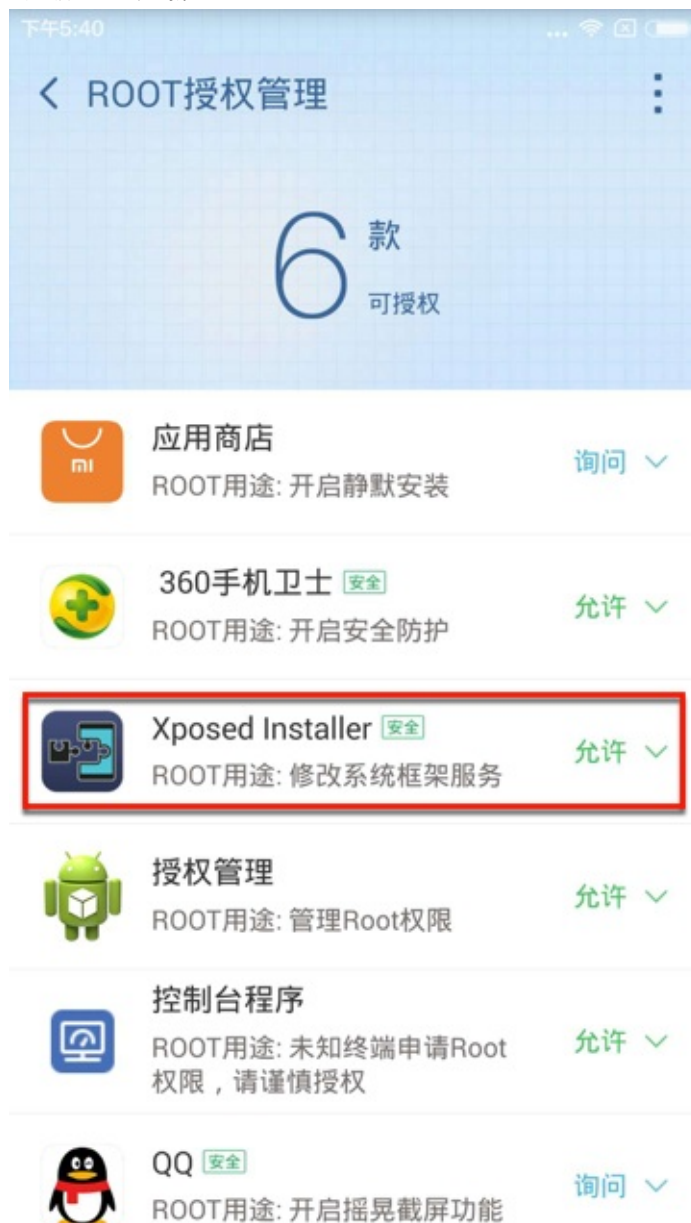 下午5:40
ROOT授权管理
6 款
可授权
应用商店
询问
ROOT用途: 开启静默安装
360手机卫士 安全
允许
ROOT用途: 开启安全防护
Xposed Installer 安全
允许
ROOT用途: 修改系统框架服务
授权管理
允许
ROOT用途: 管理Root权限
控制台程序
ROOT用途: 未知终端申请Root
允许
权限，请谨慎授权
QQ 安全
询问
ROOT用途: 开启摇晃截屏功能